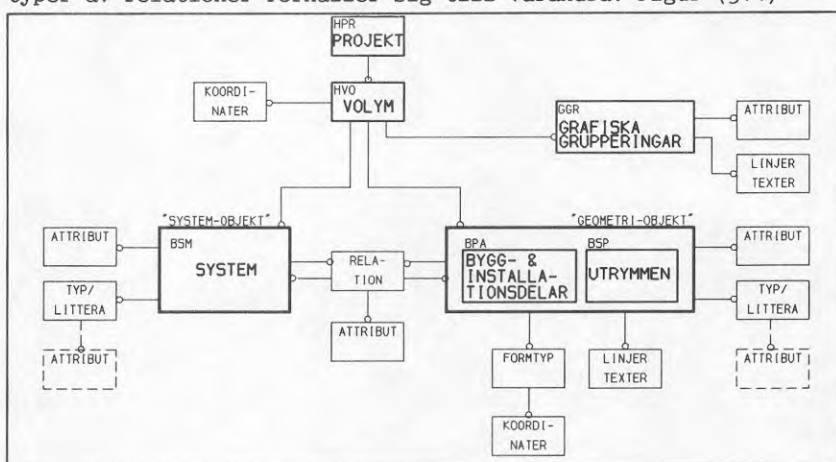 HPR
PROJEKT
KOORDI-
NATER
HVO
VOLYM
GGR
GRAFISKA
GRUPPERINGAR
ATTRIBUT
LINJER
TEXTER
"SYSTEM-OBJEKT"
"GEOMETRI-OBJEKT"
ATTRIBUT
BSM
SYSTEM
TYP/
LITTERA
ATTRIBUT
RELA-
TION
ATTRIBUT
BPA
BYGG- &
INSTALLA-
TIONSDELAR
BSP
UTRYMMEN
ATTRIBUT
TYP/
LITTERA
ATTRIBUT
FORMTYP
LINJER
TEXTER
KOORDI-
NATER